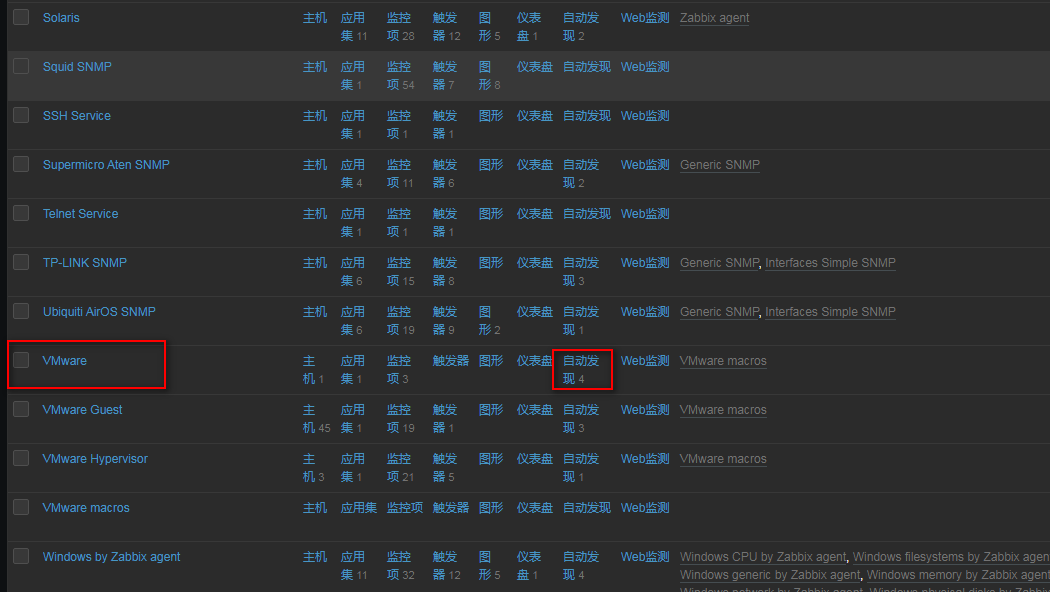 Solaris 主机 应用 监控 触发 图 仪表 自动发 Web监测 Zabbix agent
集 11 项 28 器 12 形 5 盘 1 现 2
Squid SNMP 主机 应用 监控 触发 图 仪表盘 自动发现 Web监测
集 1 项 54 器 7 形 8
SSH Service 主机 应用 监控 触发 图形 仪表盘 自动发现 Web监测
集 1 项 1 器 1
Supermicro Aten SNMP 主机 应用 监控 触发 图形 仪表盘 自动发 Web监测 Generic SNMP
集 4 项 11 器 6 现 2
Telnet Service 主机 应用 监控 触发 图形 仪表盘 自动发现 Web监测
集 1 项 1 器 1
TP-LINK SNMP 主机 应用 监控 触发 图形 仪表盘 自动发 Web监测 Generic SNMP, Interfaces Simple SNMP
集 6 项 15 器 8 现 3
Ubiquiti AirOS SNMP 主机 应用 监控 触发 图 仪表盘 自动发 Web监测 Generic SNMP, Interfaces Simple SNMP
集 6 项 19 器 9 形 2 现 1
VMware 主 应用 监控 触发器 图形 仪表盘 自动发 Web监测 VMware macros
机 1 集 1 项 3 现 4
VMware Guest 主 应用 监控 触发 图形 仪表盘 自动发 Web监测 VMware macros
机 45 集 1 项 19 器 1 现 3
VMware Hypervisor 主 应用 监控 触发 图形 仪表盘 自动发 Web监测 VMware macros
机 3 集 1 项 21 器 5 现 1
VMware macros 主机 应用集 监控项 触发器 图形 仪表盘 自动发现 Web监测
Windows by Zabbix agent 主机 应用 监控 触发 图 仪表 自动发 Web监测 Windows CPU by Zabbix agent, Windows filesystems by Zabbix agen
集 11 项 32 器 12 形 5 盘 1 现 4 Windows generic by Zabbix agent, Windows memory by Zabbix agent
Windows network by Zabbix agent, Windows physical disks by Zabbix